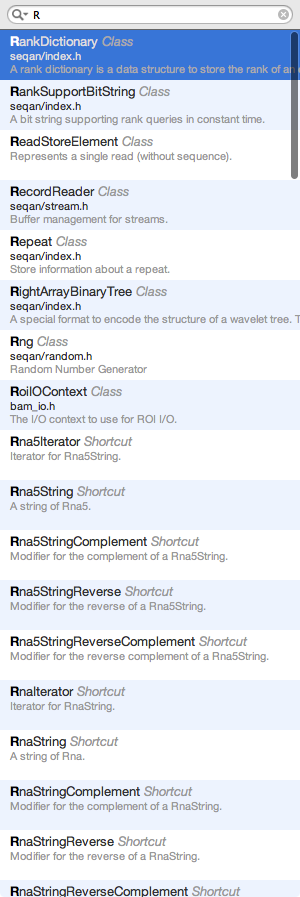 R
RankDictionary Class
seqan/index.h
A rank dictionary is a data structure to store the rank of an
RankSupportBitString Class
seqan/index.h
A bit string supporting rank queries in constant time.
ReadStoreElement Class
Represents a single read (without sequence).
RecordReader Class
seqan/stream.h
Buffer management for streams.
Repeat Class
seqan/index.h
Store information about a repeat.
RightArrayBinaryTree Class
seqan/index.h
A special format to encode the structure of a wavelet tree. T
Rng Class
seqan/random.h
Random Number Generator
RoiIOContext Class
bam_io.h
The I/O context to use for ROI I/O.
Rna5Iterator Shortcut
Iterator for Rna5String.
Rna5String Shortcut
A string of Rna5.
Rna5StringComplement Shortcut
Modifier for the complement of a Rna5String.
Rna5StringReverse Shortcut
Modifier for the reverse of a Rna5String.
Rna5StringReverseComplement Shortcut
Modifier for the reverse complement of a Rna5String.
RnaIterator Shortcut
Iterator for RnaString.
RnaString Shortcut
A string of Rna.
RnaStringComplement Shortcut
Modifier for the complement of a RnaString.
RnaStringReverse Shortcut
Modifier for the reverse of a RnaString.
RnaStringReverseComplement Shortcut